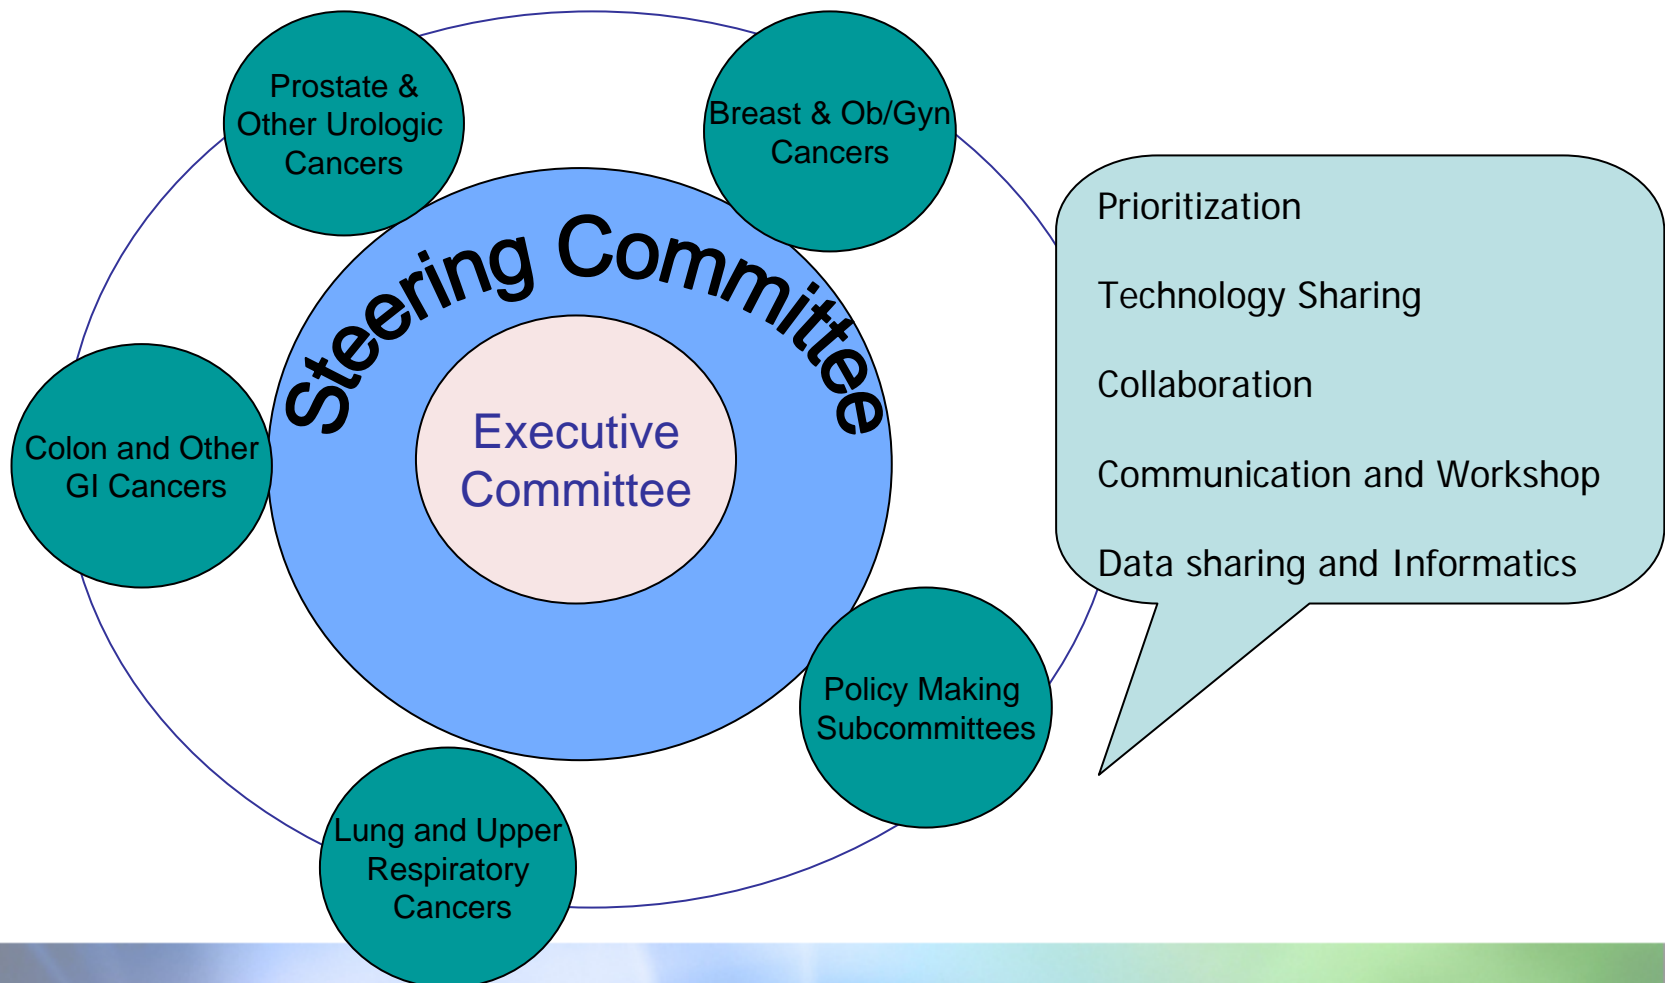 Prostate &
Other Urologic
Cancers
Breast & Ob/Gyn
Cancers
Steering Committee
Executive
Committee
Colon and Other
GI Cancers
Policy Making
Subcommittees
Lung and Upper
Respiratory
Cancers
Prioritization
Technology Sharing
Collaboration
Communication and Workshop
Data sharing and Informatics